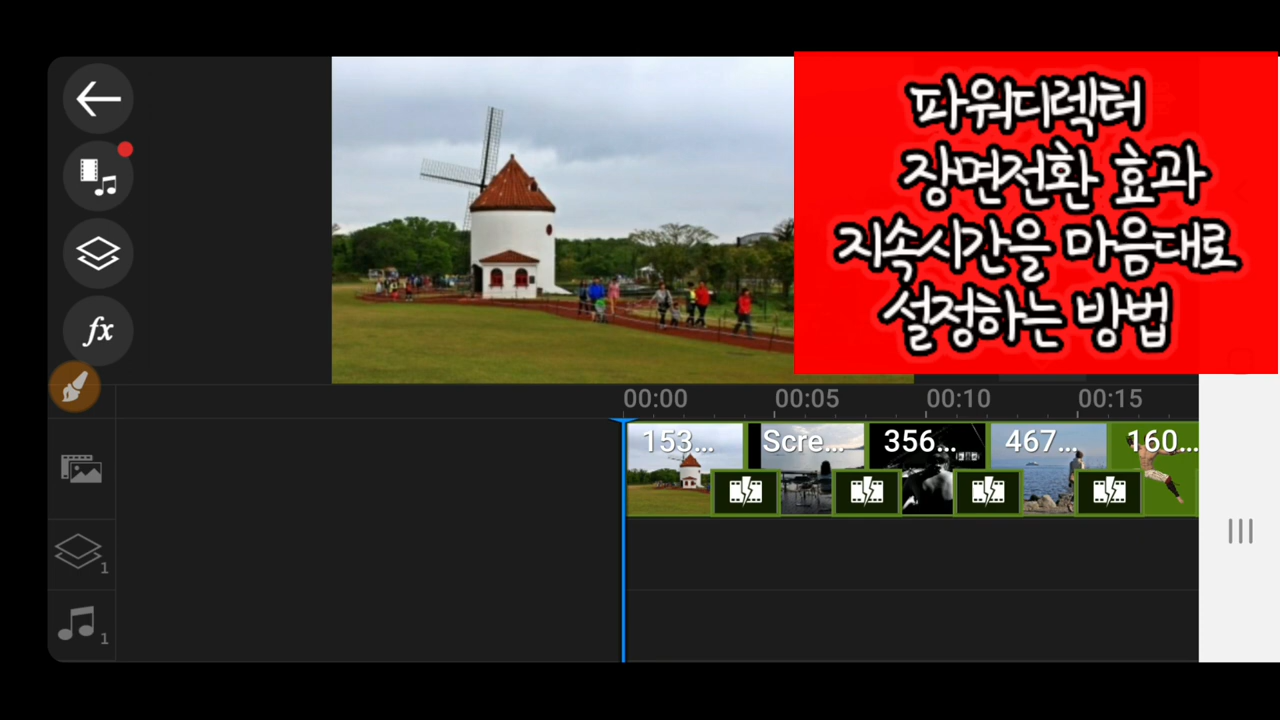 파워디렉터
장면전환 효과
지속시간을 마음대로
설정하는 방법
fx
00:00 00:05 00:10 00:15
153... Scre... 356... 467... 160...
1
1